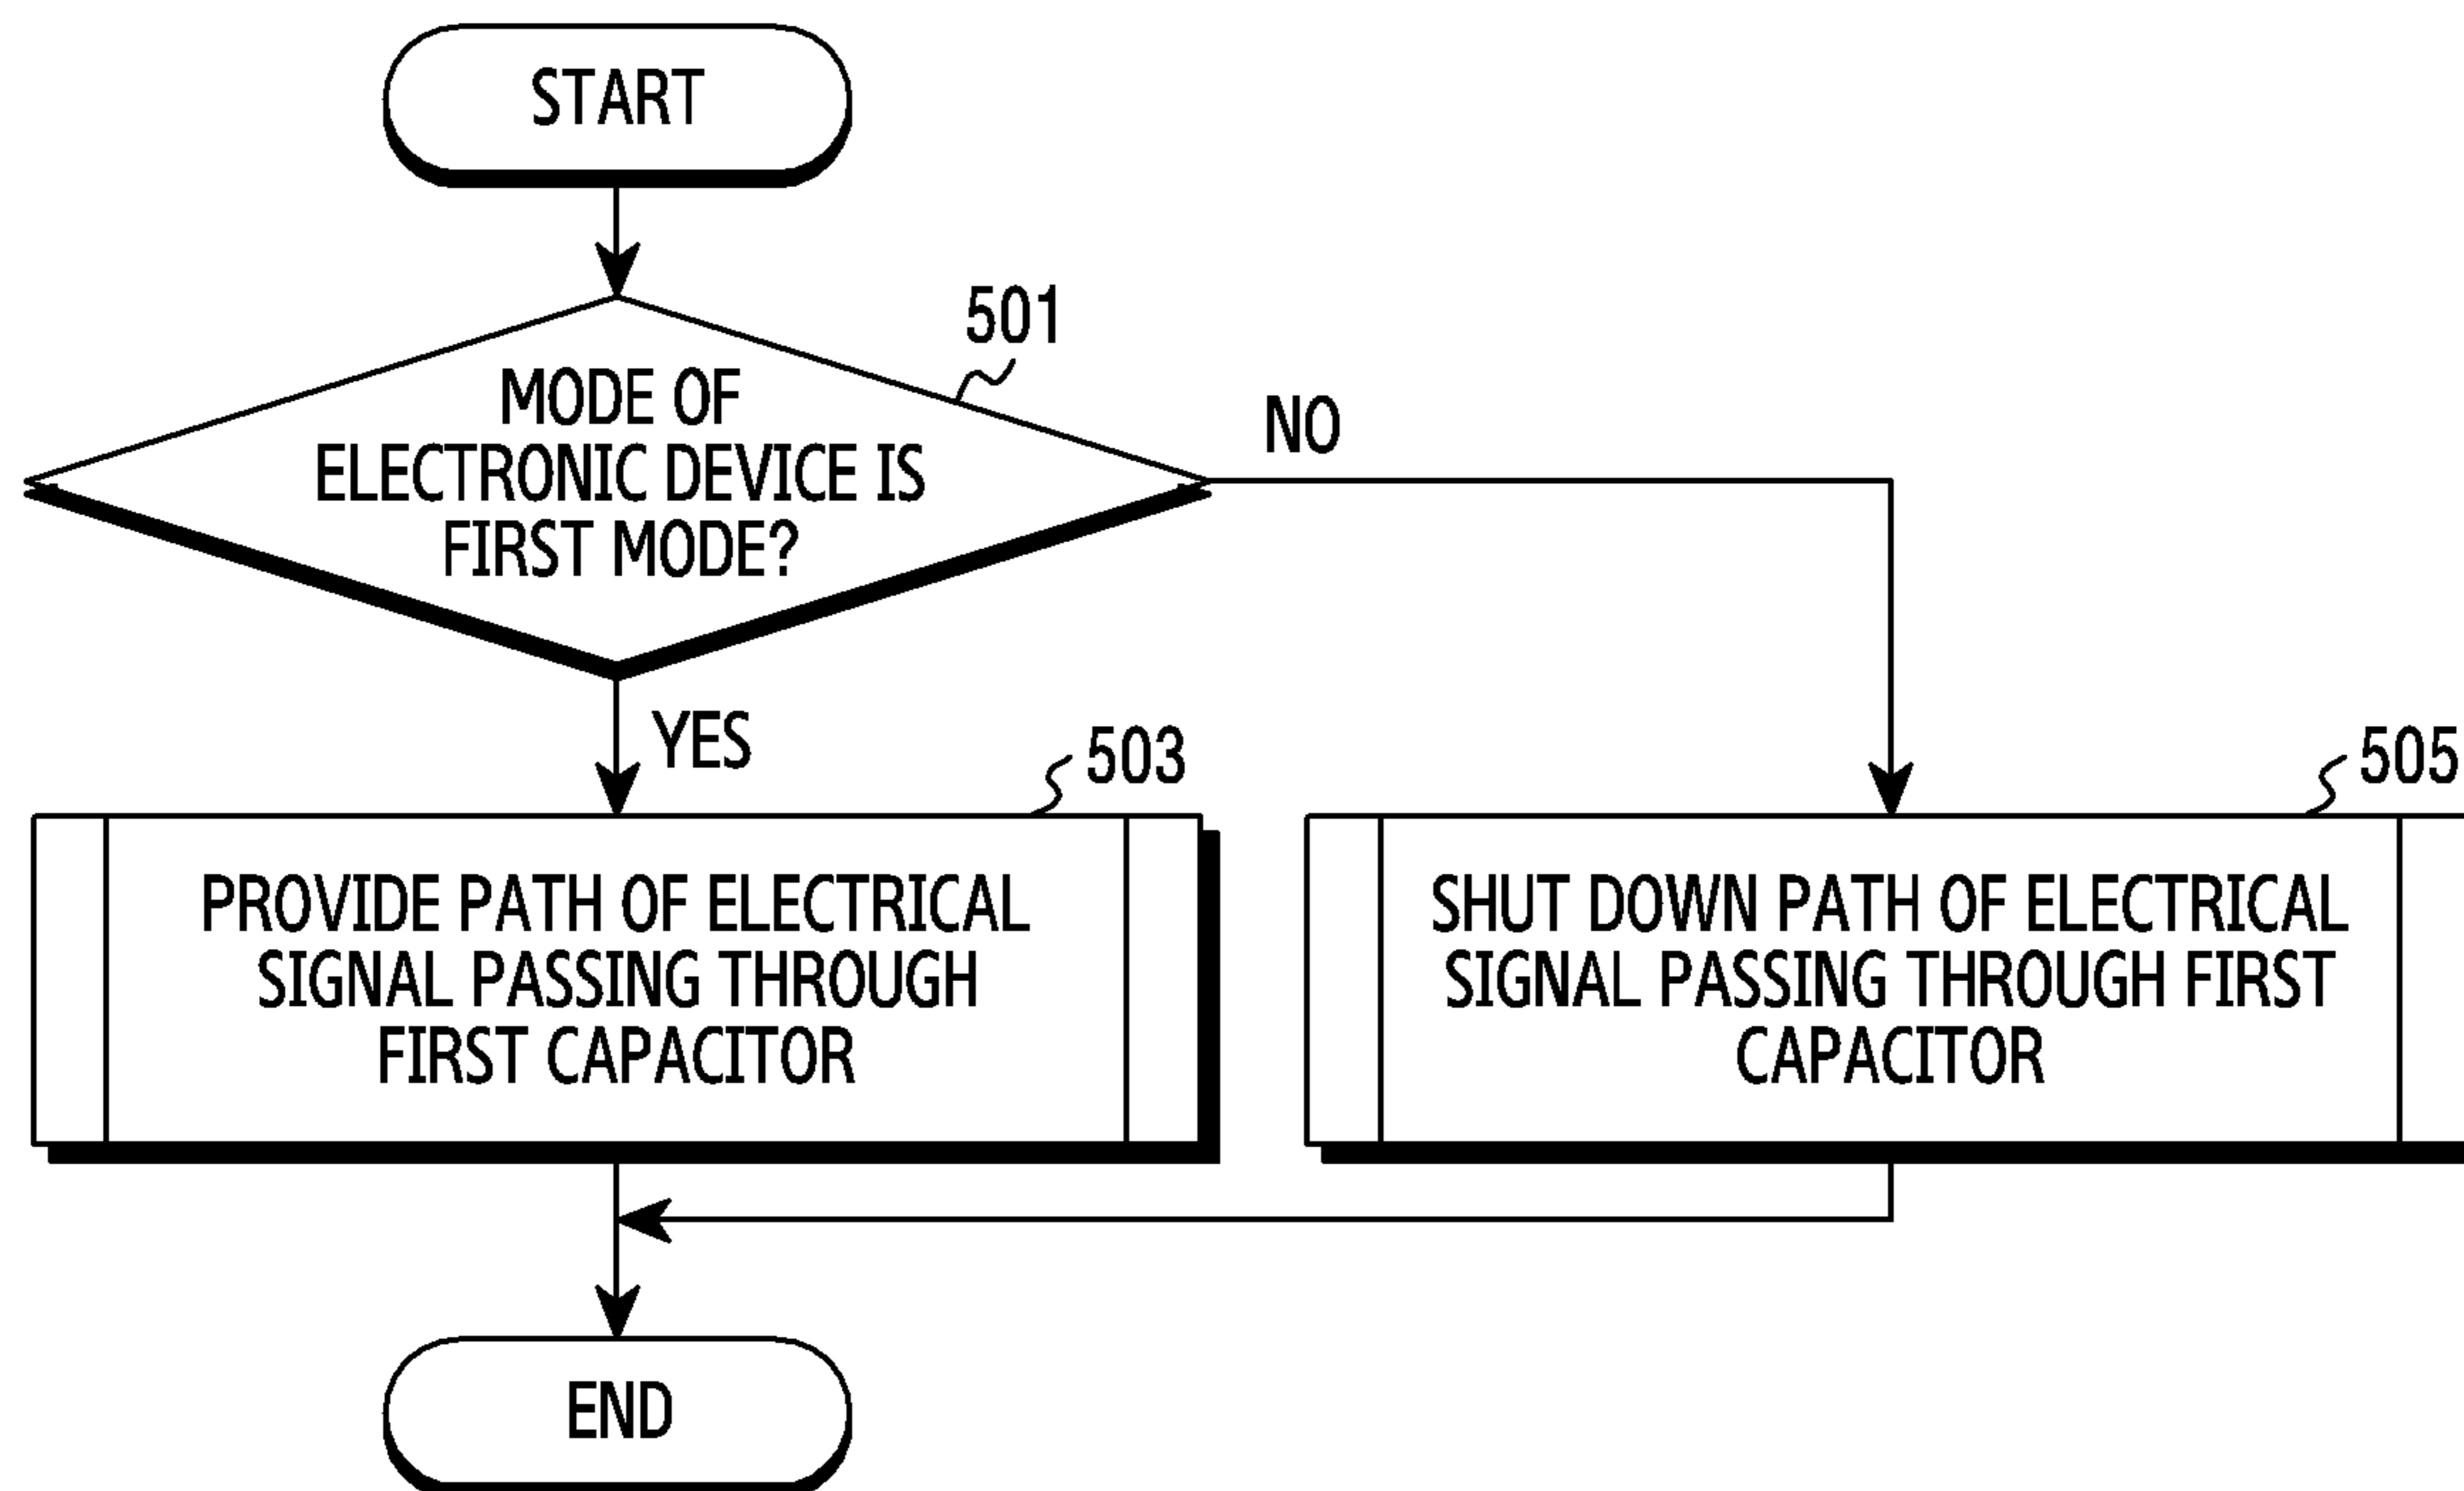 START
501
MODE OF
ELECTRONIC DEVICE IS
FIRST MODE?
NO
YES
503
PROVIDE PATH OF ELECTRICAL
SIGNAL PASSING THROUGH
FIRST CAPACITOR
505
SHUT DOWN PATH OF ELECTRICAL
SIGNAL PASSING THROUGH FIRST
CAPACITOR
END